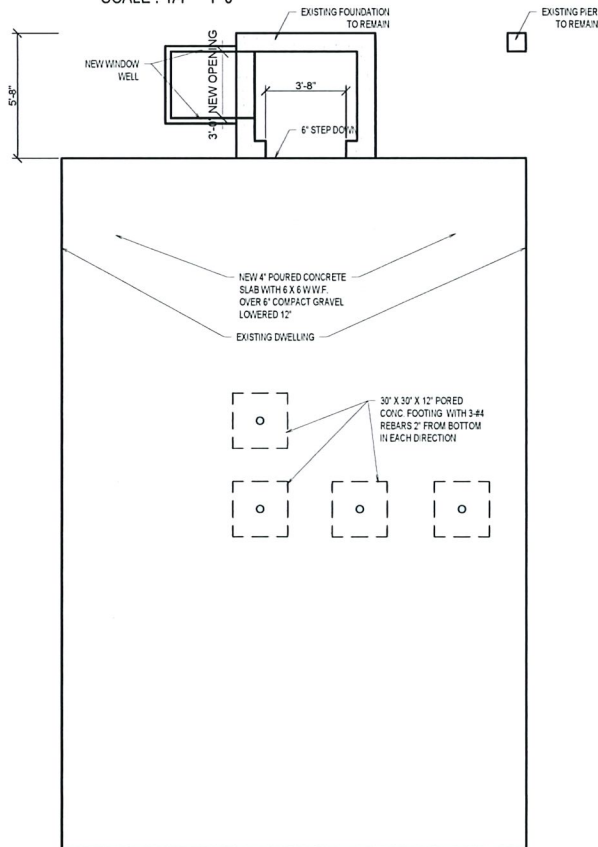 EXISTING FOUNDATION
TO REMAIN
EXISTING PIER
TO REMAIN
NEW WINDOW
WELL
5'-8"
3'-0" NEW OPENING
3'-8"
6" STEP DOWN
NEW 4" POURED CONCRETE
SLAB WITH 6 X 6 W.W.F.
OVER 6" COMPACT GRAVEL
LOWERED 12"
EXISTING DWELLING
30" X 30" X 12" PORED
CONC. FOOTING WITH 3-#4
REBARS 2" FROM BOTTOM
IN EACH DIRECTION